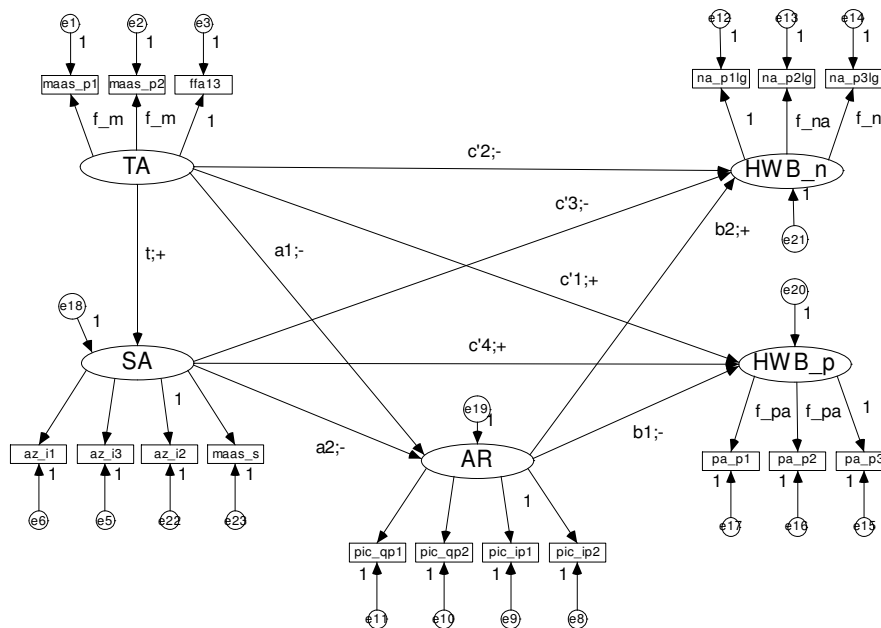 e1 e2 e3 e12 e13 e14
1 1 1 1 1 1
maas_p1 maas_p2 ffa13 na_p1lg na_p2lg na_p3lg
f_m f_m 1 1 f_na f_n
TA c'2;- HWB_n
1
c'3;-
b2;+
e21
a1;-
t;+
c'1;+
e18 e20
1 1
SA c'4;+ HWB_p
e19
1
1 f_pa f_pa 1
a2;- b1;-
az_i1 az_i3 az_i2 maas_s AR pa_p1 pa_p2 pa_p3
1 1 1 1 1 1 1
1
e6 e5 e22 e23 e17 e16 e15
pic_qp1 pic_qp2 pic_ip1 pic_ip2
1 1 1 1
e11 e10 e9 e8